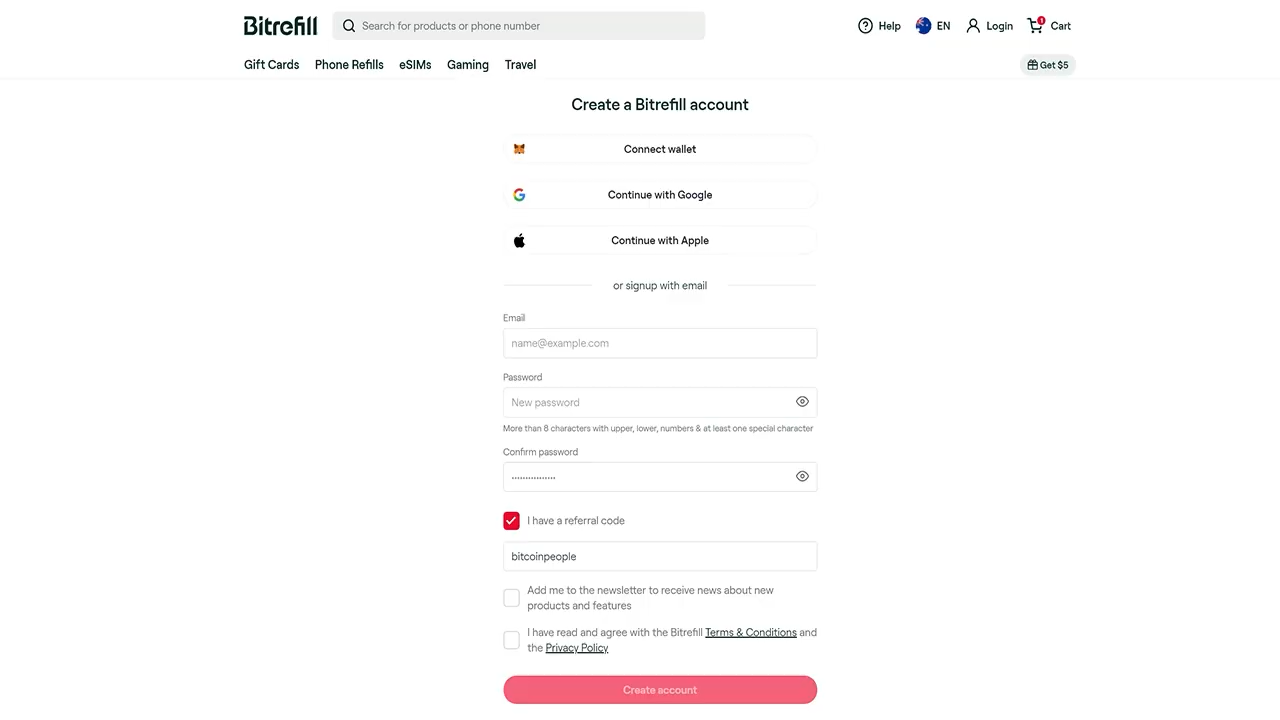 Bitrefill
Search for products or phone number
Help
EN
Login
1
Cart
Gift Cards
Phone Refills
eSIMs
Gaming
Travel
Get $5
Create a Bitrefill account
Connect wallet
Continue with Google
Continue with Apple
or signup with email
Email
name@example.com
Password
New password
More than 8 characters with upper, lower, numbers & at least one special character
Confirm password
I have a referral code
bitcoinpeople
Add me to the newsletter to receive news about new
products and features
I have read and agree with the Bitrefill Terms & Conditions and
the Privacy Policy
Create account